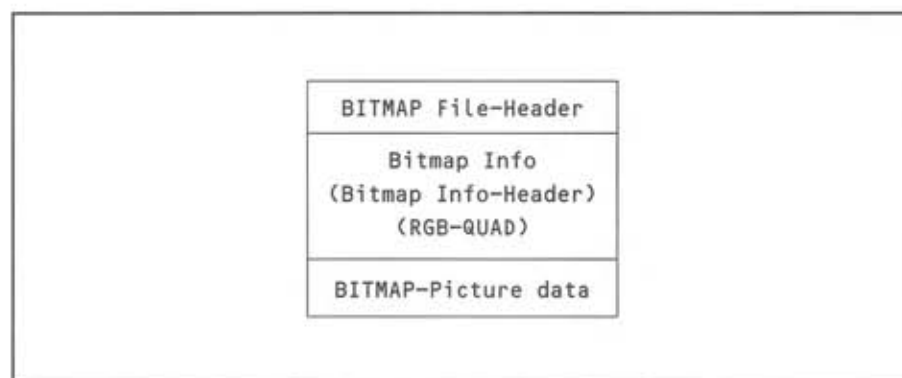 BITMAP File-Header
Bitmap Info
(Bitmap Info-Header)
(RGB-QUAD)
BITMAP-Picture data